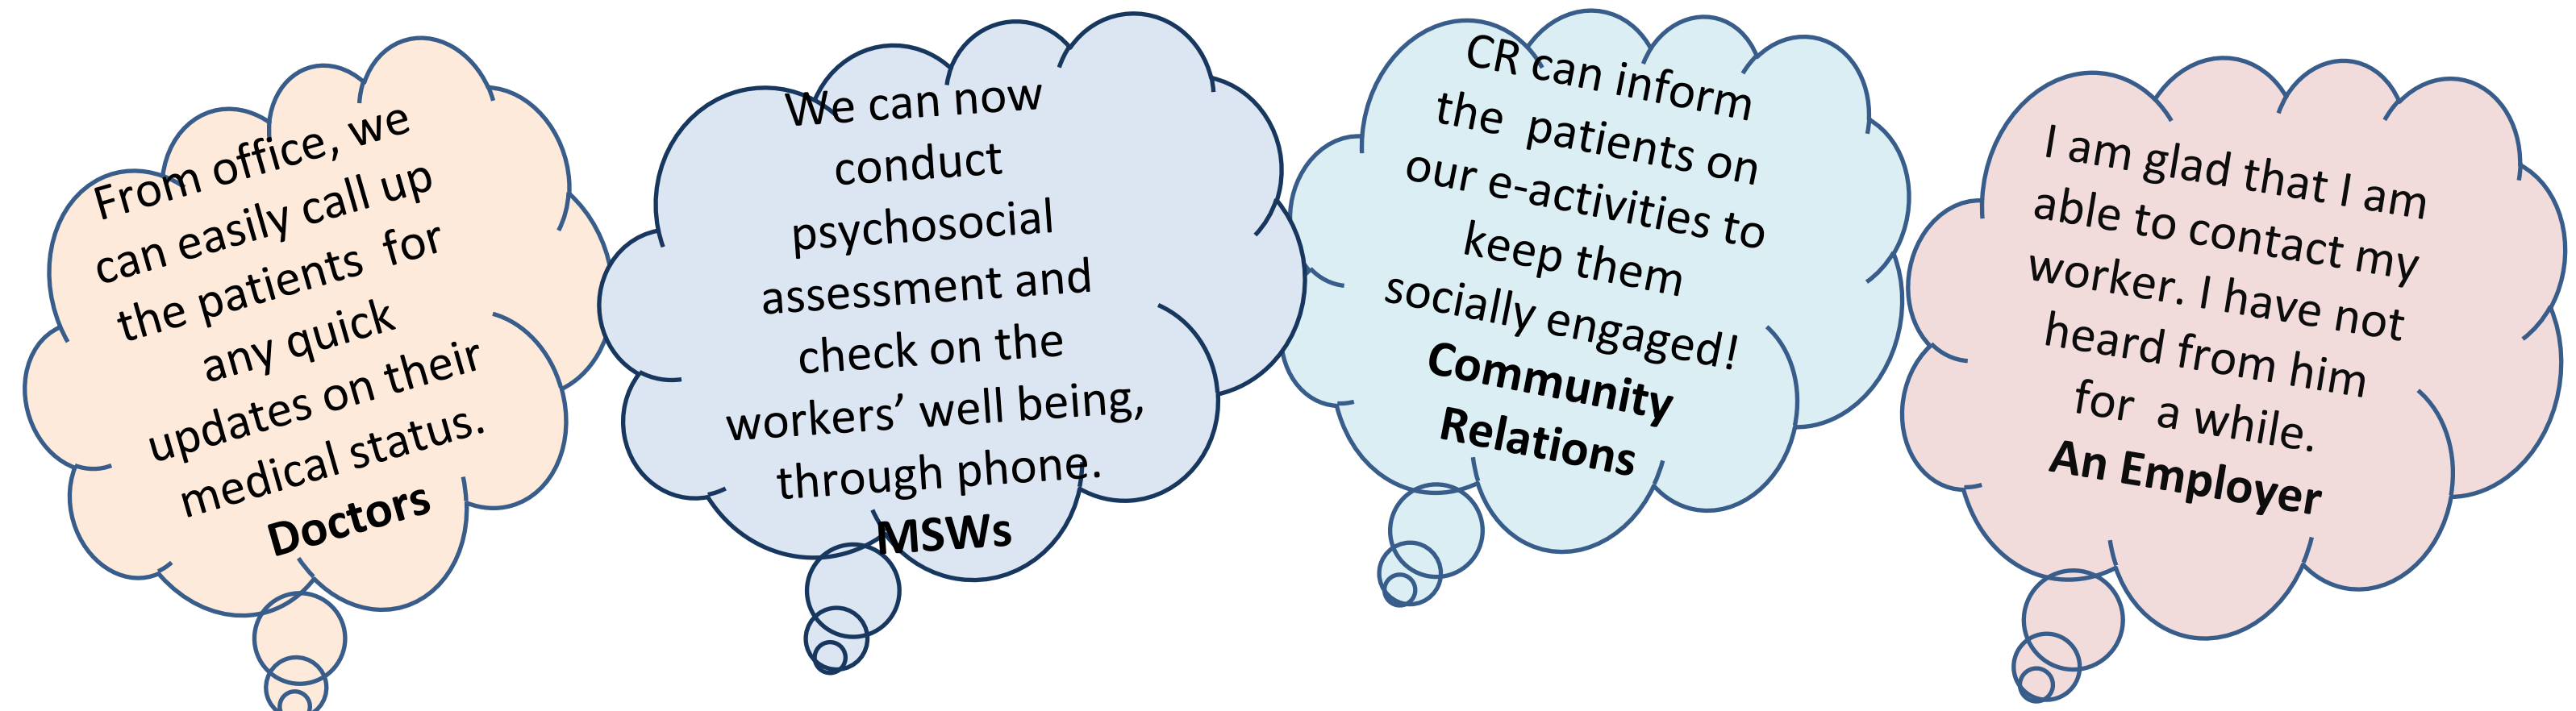 From office, we
can easily call up
the patients  for
any quick
updates on their
medical status.
Doctors
We can now
conduct
psychosocial
assessment and
check on the
workers’ well being,
through phone.
MSWs
CR can inform
the  patients on
our e-activities to
keep them
socially engaged!
Community
Relations
I am glad that I am
able to contact my
worker. I have not
heard from him
for  a while.
An Employer